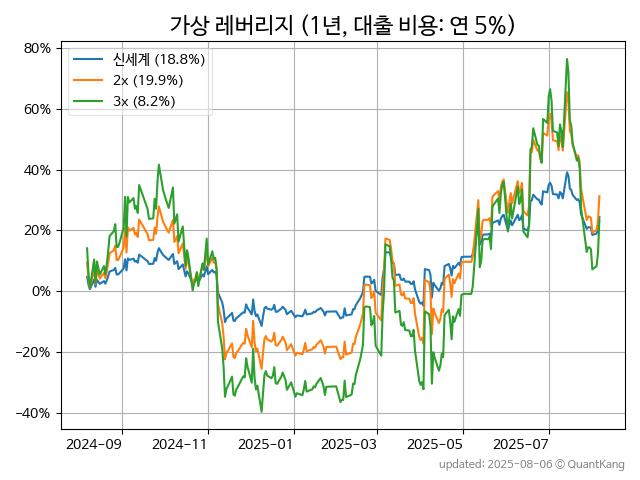 가상 레버리지 (1년, 대출 비용: 연 5%)
80%
60%
40%
20%
0%
−20%
−40%
신세계 (18.8%)
2x (19.9%)
3x (8.2%)
2024-09 2024-11 2025-01 2025-03 2025-05 2025-07
updated: 2025-08-06 © QuantKang